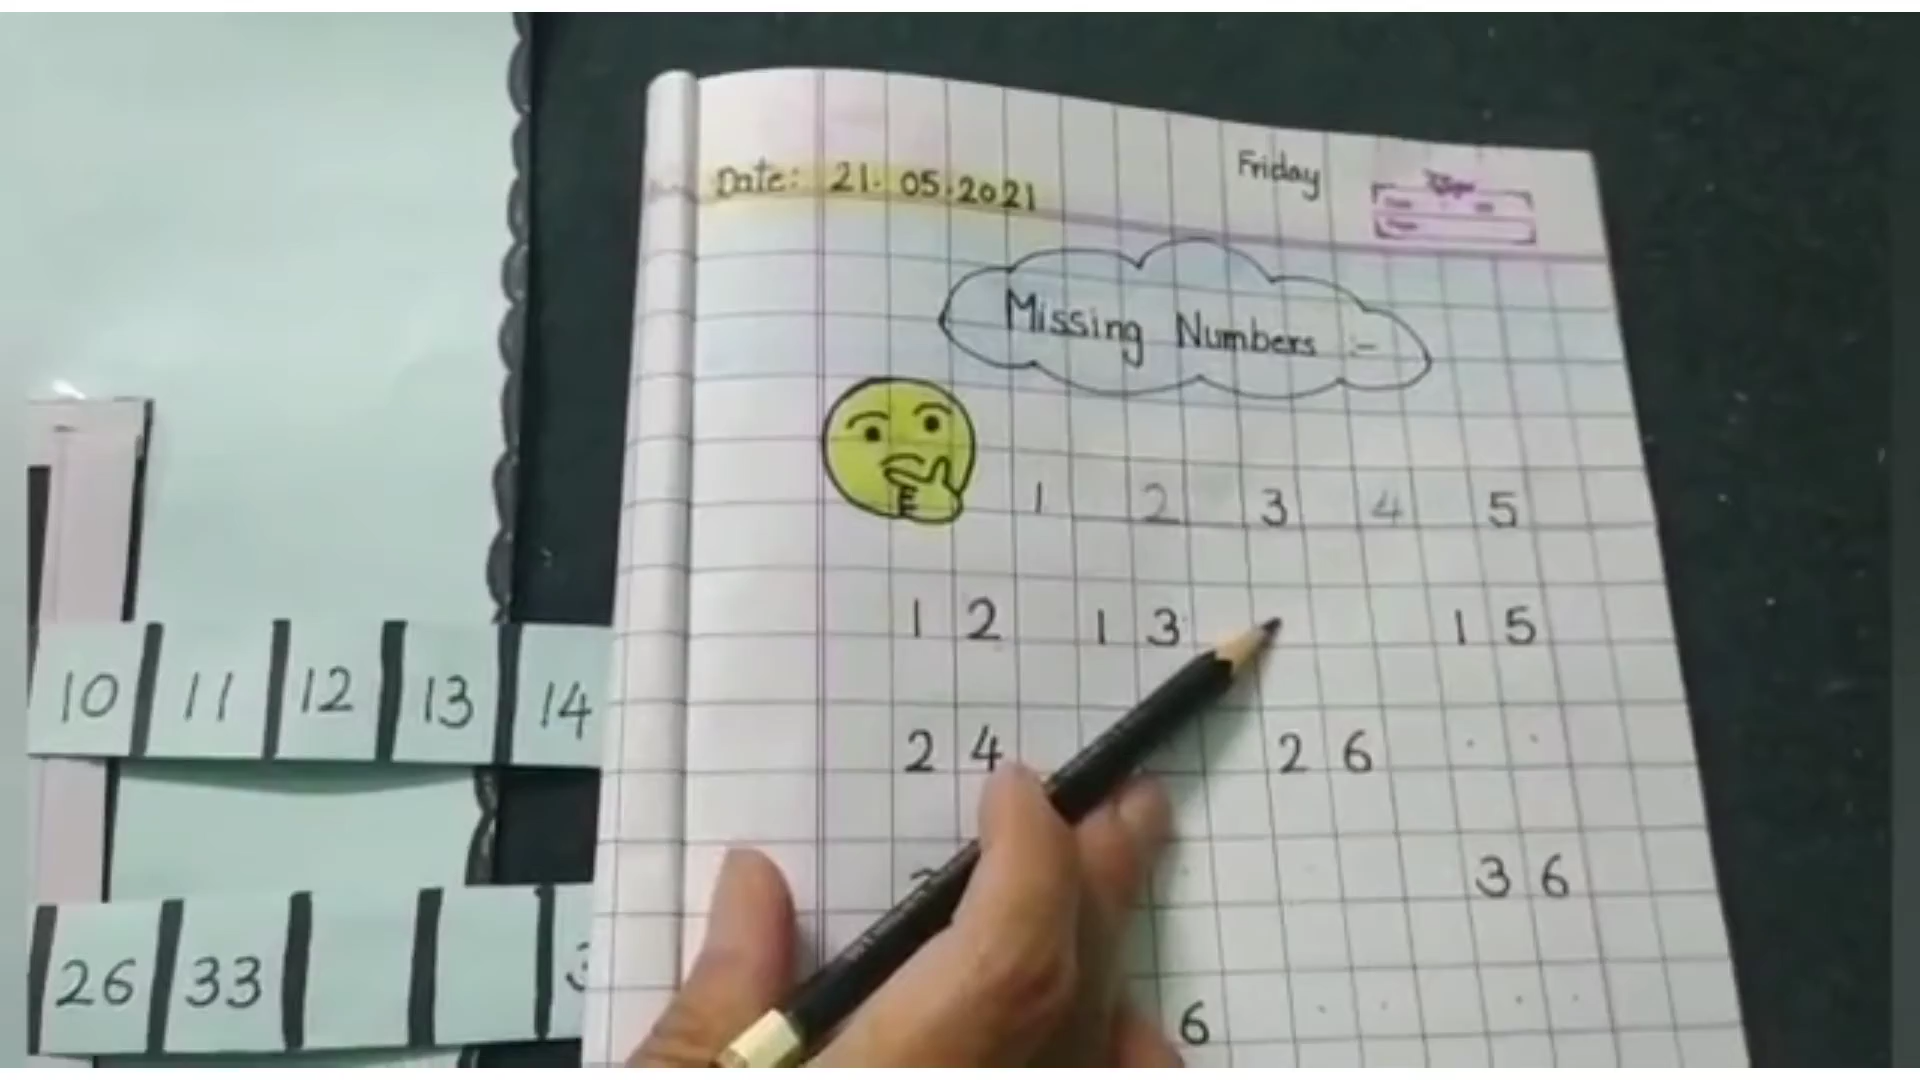 Date: 21.05.2021 Friday
Missing Numbers :-
1 2 3 4 5
12 13 15
24 26
36
6
10 11 12 13 14
26 33